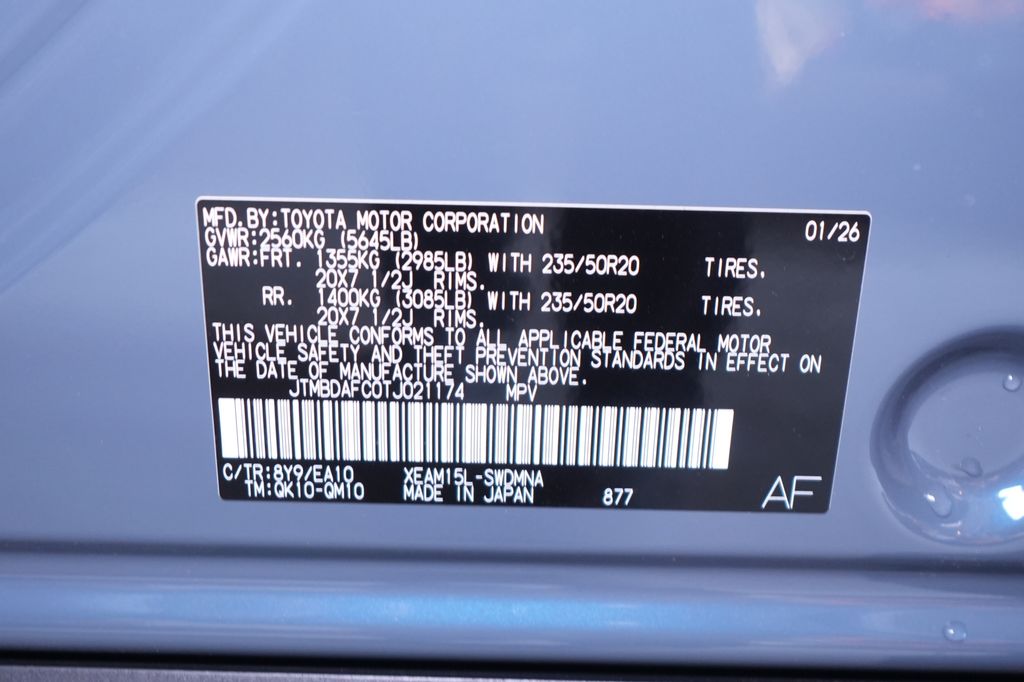 MFD.BY:TOYOTA MOTOR CORPORATION 01/26
GVWR:2560KG (5645LB)
GAWR:FRT. 1355KG (2985LB) WITH 235/50R20 TIRES.
20X7 1/2J RIMS.
RR. 1400KG (3085LB) WITH 235/50R20 TIRES.
20X7 1/2J RIMS.
THIS VEHICLE CONFORMS TO ALL APPLICABLE FEDERAL MOTOR
VEHICLE SAFETY AND THEFT PREVENTION STANDARDS IN EFFECT ON
THE DATE OF MANUFACTURE SHOWN ABOVE.
JTMBDAFC0TJ021174 MPV
C/TR:8Y9/EA10 XEAM15L-SWDMNA
TM:QK10-QM10 MADE IN JAPAN 877 AF